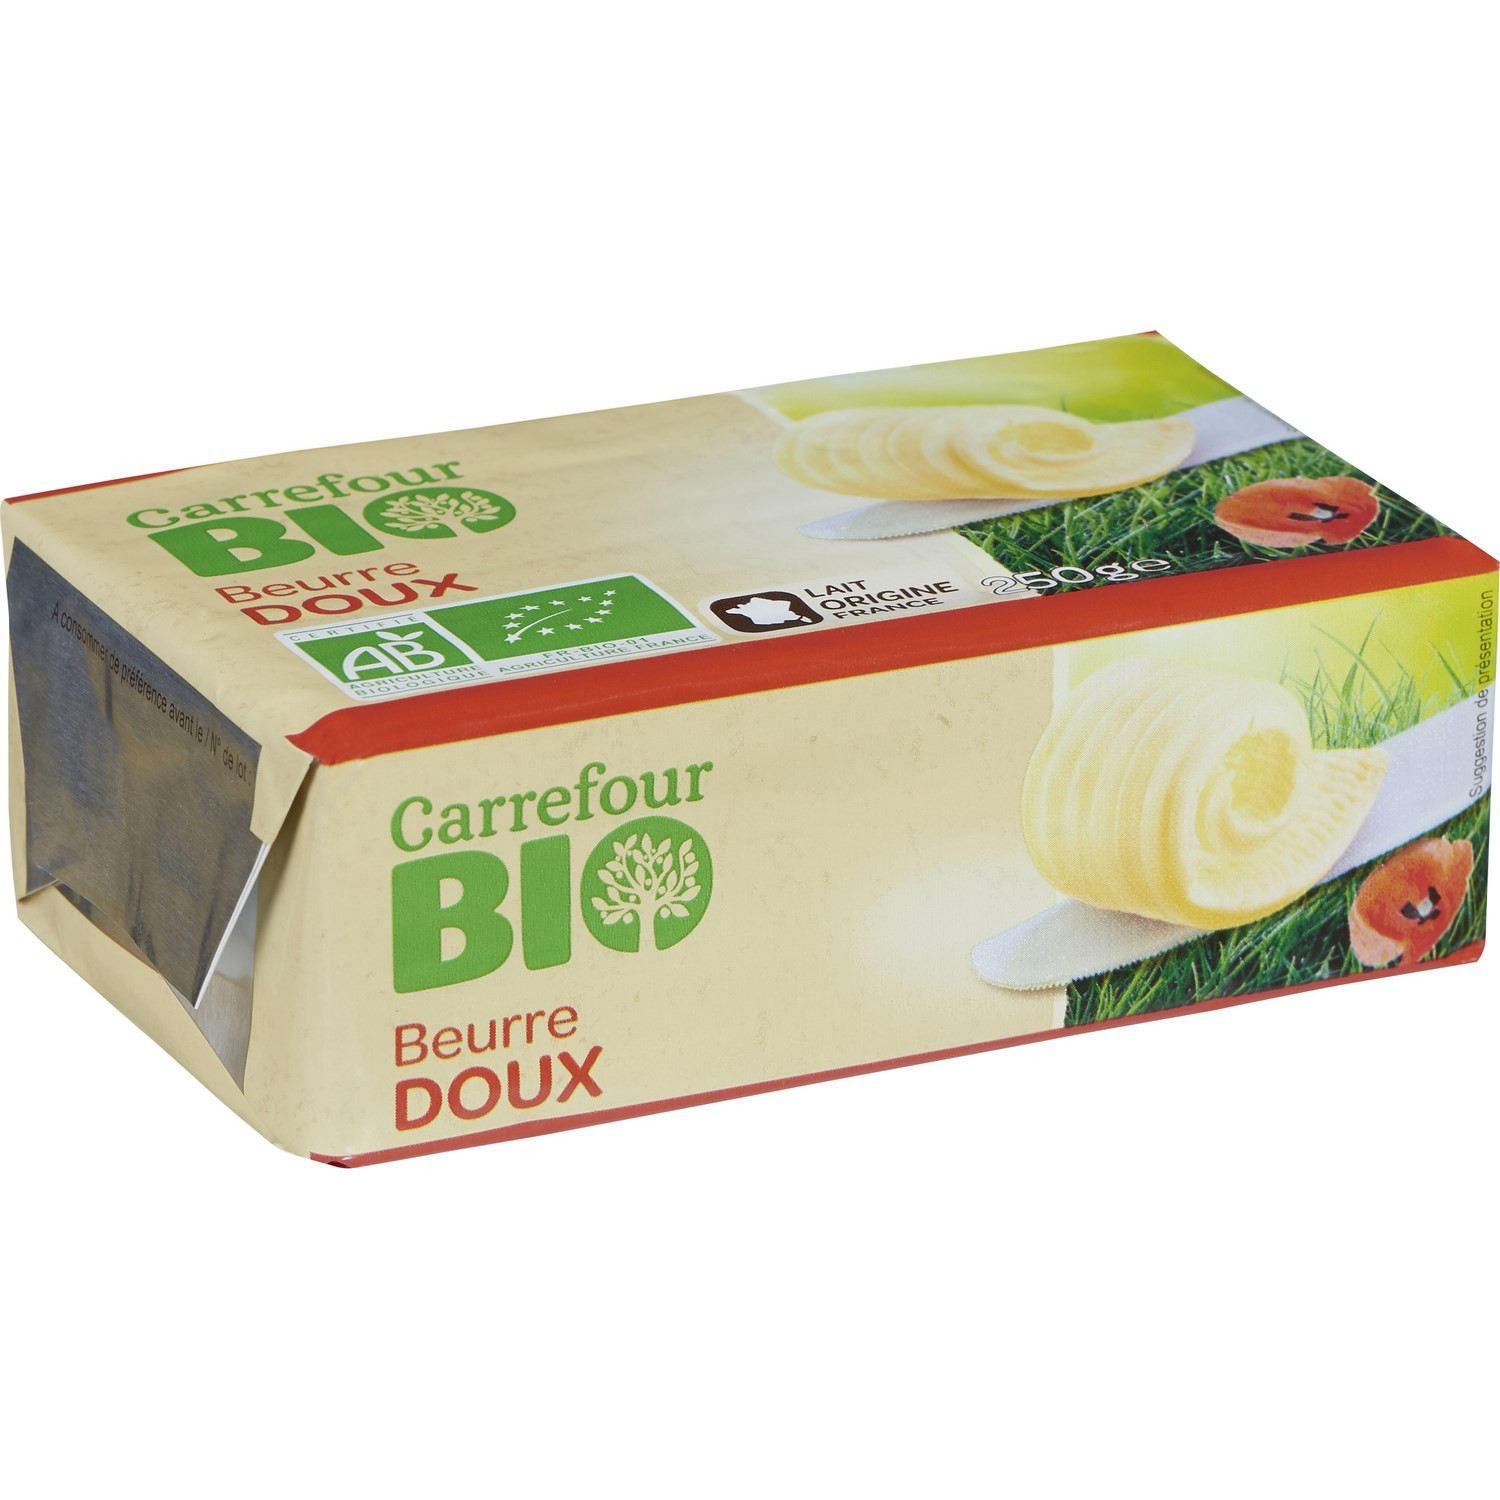 Carrefour
BIO
Beurre
DOUX
CERTIFIÉ
AB
AGRICULTURE
BIOLOGIQUE
FR-BIO-01
AGRICULTURE FRANCE
LAIT
ORIGINE
FRANCE
250g e
A consommer de préférence avant le / N° de lot :
Carrefour
BIO
Beurre
DOUX
Suggestion de présentation